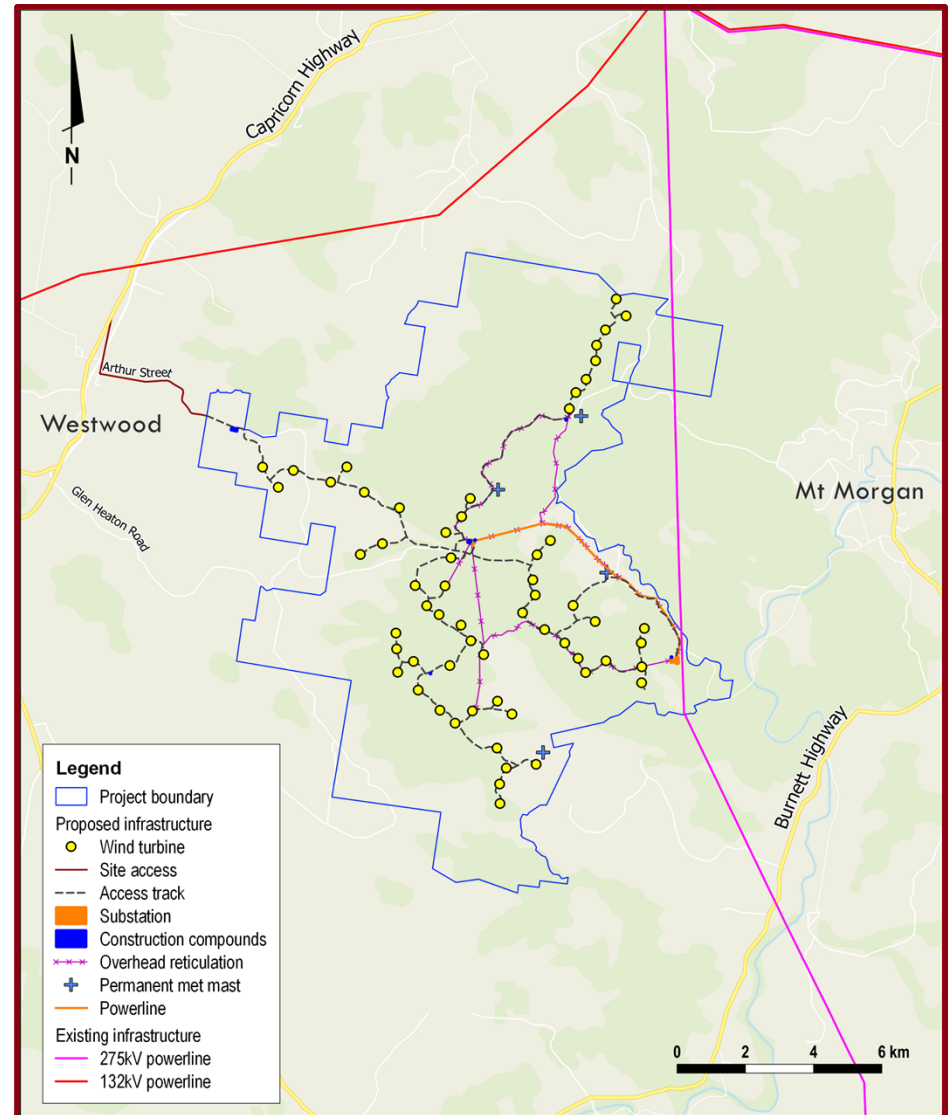 Capricorn Highway
N
Arthur Street
Westwood
Glen Heaton Road
Mt Morgan
Burnett Highway
Legend
Project boundary
Proposed infrastructure
Wind turbine
Site access
Access track
Substation
Construction compounds
Overhead reticulation
Permanent met mast
Powerline
Existing infrastructure
275kV powerline
132kV powerline
0 2 4 6 km